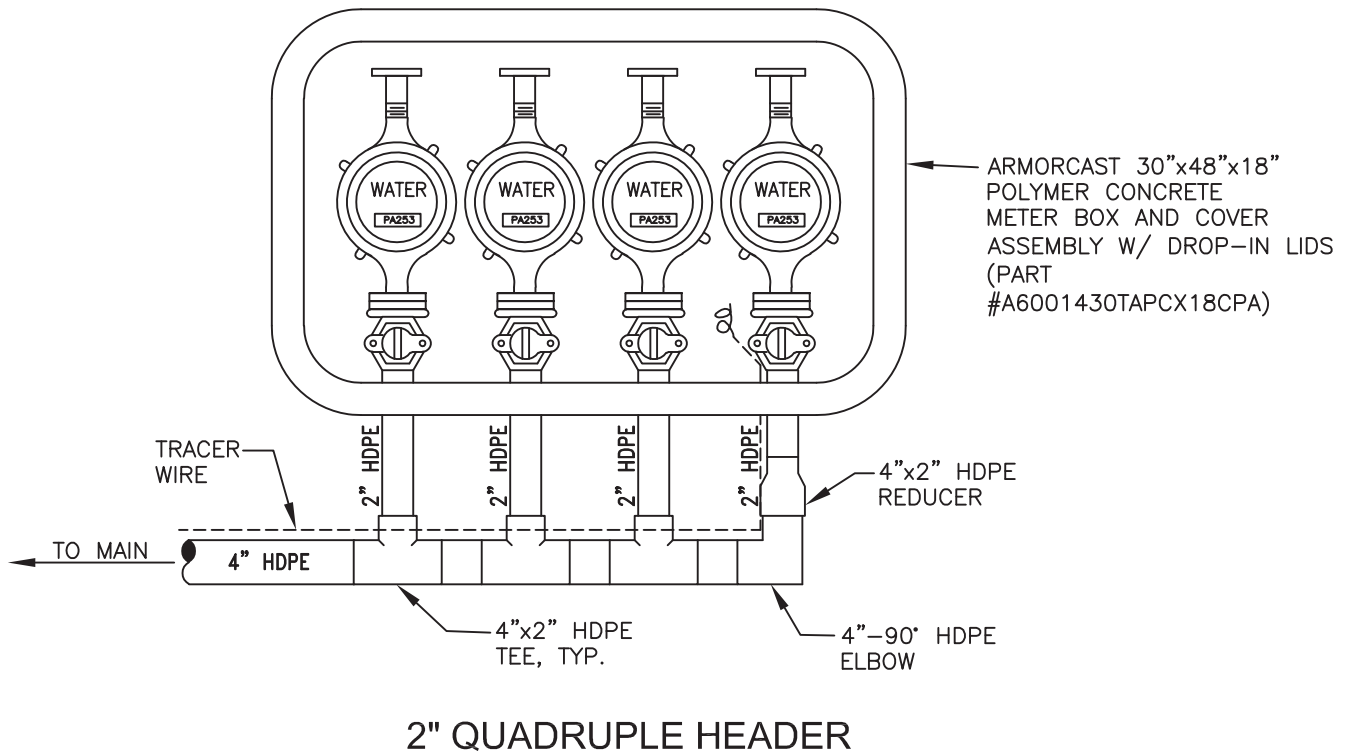 WATER WATER WATER WATER
PA253 PA253 PA253 PA253
ARMORCAST 30"x48"x18"
POLYMER CONCRETE
METER BOX AND COVER
ASSEMBLY W/ DROP-IN LIDS
(PART
#A6001430TAPCX18CPA)
TRACER
WIRE
2" HDPE
2" HDPE
2" HDPE
2" HDPE
4"x2" HDPE
REDUCER
TO MAIN
4" HDPE
4"x2" HDPE
TEE, TYP.
4"-90° HDPE
ELBOW
2" QUADRUPLE HEADER